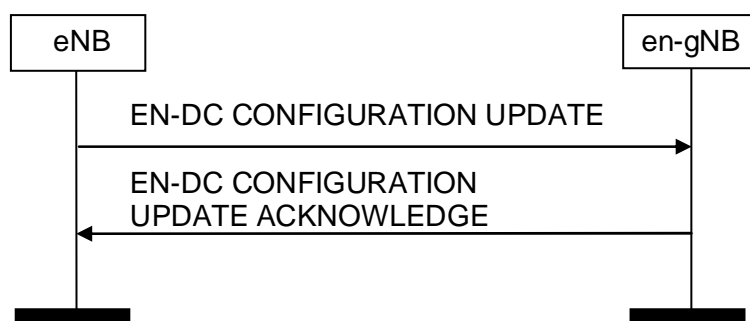 eNB
en-gNB
EN-DC CONFIGURATION UPDATE
EN-DC CONFIGURATION
UPDATE ACKNOWLEDGE